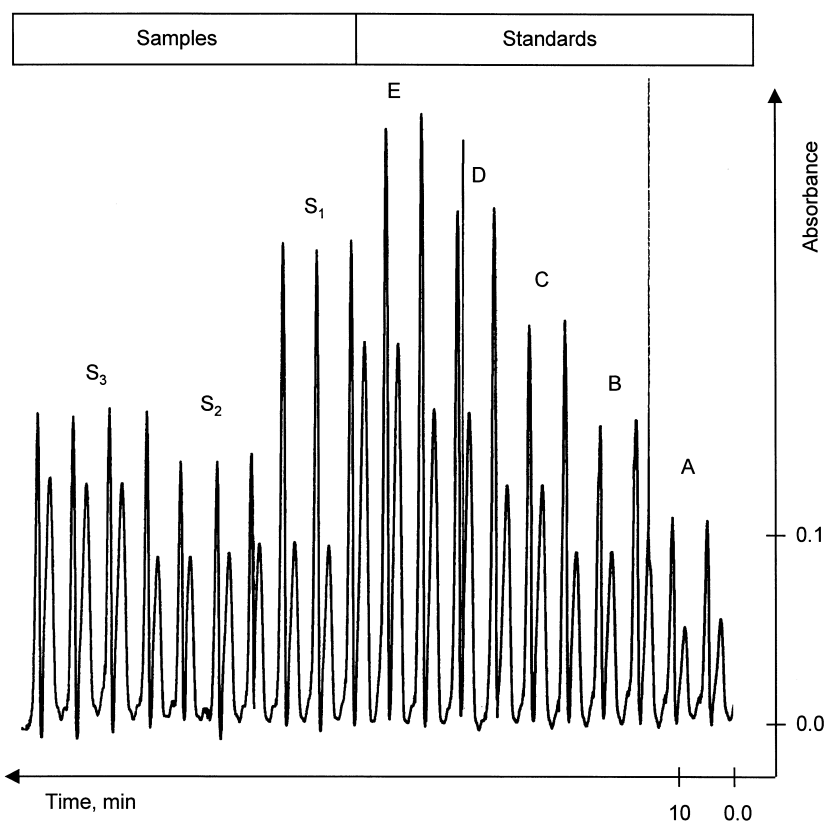 Samples
Standards
E
D
S₁
C
S₃
B
S₂
A
Absorbance
0.1
0.0
Time, min
10
0.0